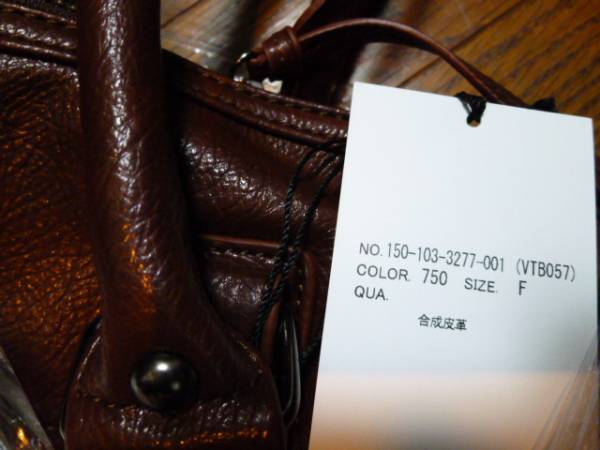 NO. 150-103-3277-001 (VTB057)
COLOR. 750 SIZE. F
QUA.
合成皮革